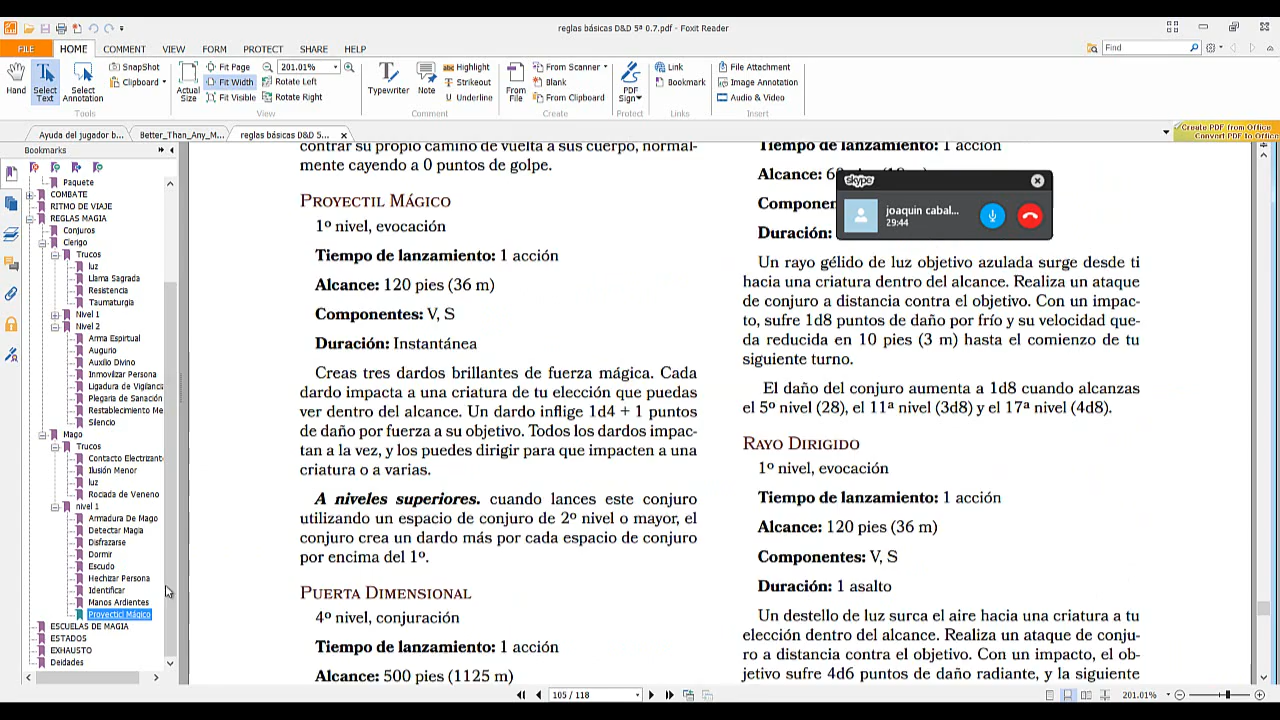 reglas básicas D&D 5ª 0.7.pdf - Foxit Reader
FILE HOME COMMENT VIEW FORM PROTECT SHARE HELP
Find
Hand
Select Text
Select Annotation
SnapShot
Clipboard
Tools
Actual Size
Fit Page
Fit Width
Fit Visible
201.01%
Rotate Left
Rotate Right
View
Typewriter
Note
Highlight
Strikeout
Underline
Comment
From File
From Scanner
Blank
From Clipboard
Create
PDF Sign
Protect
Link
Bookmark
Links
File Attachment
Image Annotation
Audio & Video
Insert
Ayuda del jugador b...
Better_Than_Any_M...
reglas básicas D&D 5...
Create PDF from Office
Convert PDF to Office
Bookmarks
Paquete
COMBATE
RITMO DE VIAJE
REGLAS MAGIA
Conjuros
Clerigo
Trucos
luz
Llama Sagrada
Resistencia
Taumaturgia
Nivel 1
Nivel 2
Arma Espirtual
Augurio
Auxilio Divino
Inmovilizar Persona
Ligadura de Vigilanc
Plegaria de Sanación
Restablecimiento Me
Silencio
Mago
Trucos
Contacto Electrizant
Ilusión Menor
luz
Rociada de Veneno
nivel 1
Armadura De Mago
Detectar Magia
Disfrazarse
Dormir
Escudo
Hechizar Persona
Identificar
Manos Ardientes
Proyecticl Mágico
ESCUELAS DE MAGIA
ESTADOS
EXHAUSTO
Deidades
contrar su propio camino de vuelta a sus cuerpo, normal-
mente cayendo a 0 puntos de golpe.
PROYECTIL MÁGICO
1º nivel, evocación
Tiempo de lanzamiento: 1 acción
Alcance: 120 pies (36 m)
Componentes: V, S
Duración: Instantánea
Creas tres dardos brillantes de fuerza mágica. Cada
dardo impacta a una criatura de tu elección que puedas
ver dentro del alcance. Un dardo inflige 1d4 + 1 puntos
de daño por fuerza a su objetivo. Todos los dardos impac-
tan a la vez, y los puedes dirigir para que impacten a una
criatura o a varias.
A niveles superiores. cuando lances este conjuro
utilizando un espacio de conjuro de 2º nivel o mayor, el
conjuro crea un dardo más por cada espacio de conjuro
por encima del 1º.
PUERTA DIMENSIONAL
4º nivel, conjuración
Tiempo de lanzamiento: 1 acción
Alcance: 500 pies (1125 m)
Tiempo de lanzamiento: 1 acción
Alcance:
Componen
Duración:
skype
joaquin cabal...
29:44
Un rayo gélido de luz objetivo azulada surge desde ti
hacia una criatura dentro del alcance. Realiza un ataque
de conjuro a distancia contra el objetivo. Con un impac-
to, sufre 1d8 puntos de daño por frío y su velocidad que-
da reducida en 10 pies (3 m) hasta el comienzo de tu
siguiente turno.
El daño del conjuro aumenta a 1d8 cuando alcanzas
el 5º nivel (28), el 11ª nivel (3d8) y el 17ª nivel (4d8).
RAYO DIRIGIDO
1º nivel, evocación
Tiempo de lanzamiento: 1 acción
Alcance: 120 pies (36 m)
Componentes: V, S
Duración: 1 asalto
Un destello de luz surca el aire hacia una criatura a tu
elección dentro del alcance. Realiza un ataque de conju-
ro a distancia contra el objetivo. Con un impacto, el ob-
jetivo sufre 4d6 puntos de daño radiante, y la siguiente
105 / 118
201.01%